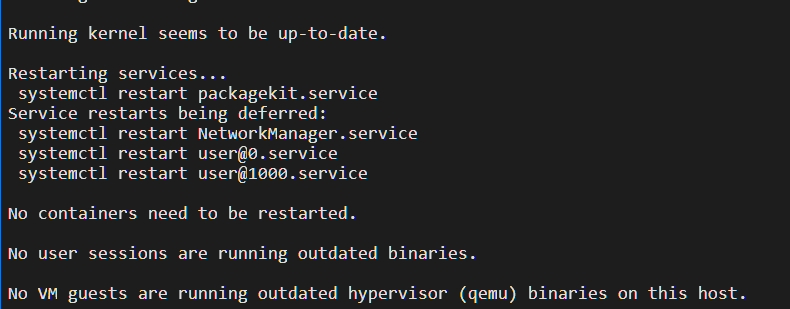 Running kernel seems to be up-to-date.
Restarting services...
systemctl restart packagekit.service
Service restarts being deferred:
systemctl restart NetworkManager.service
systemctl restart user@0.service
systemctl restart user@1000.service
No containers need to be restarted.
No user sessions are running outdated binaries.
No VM guests are running outdated hypervisor (qemu) binaries on this host.